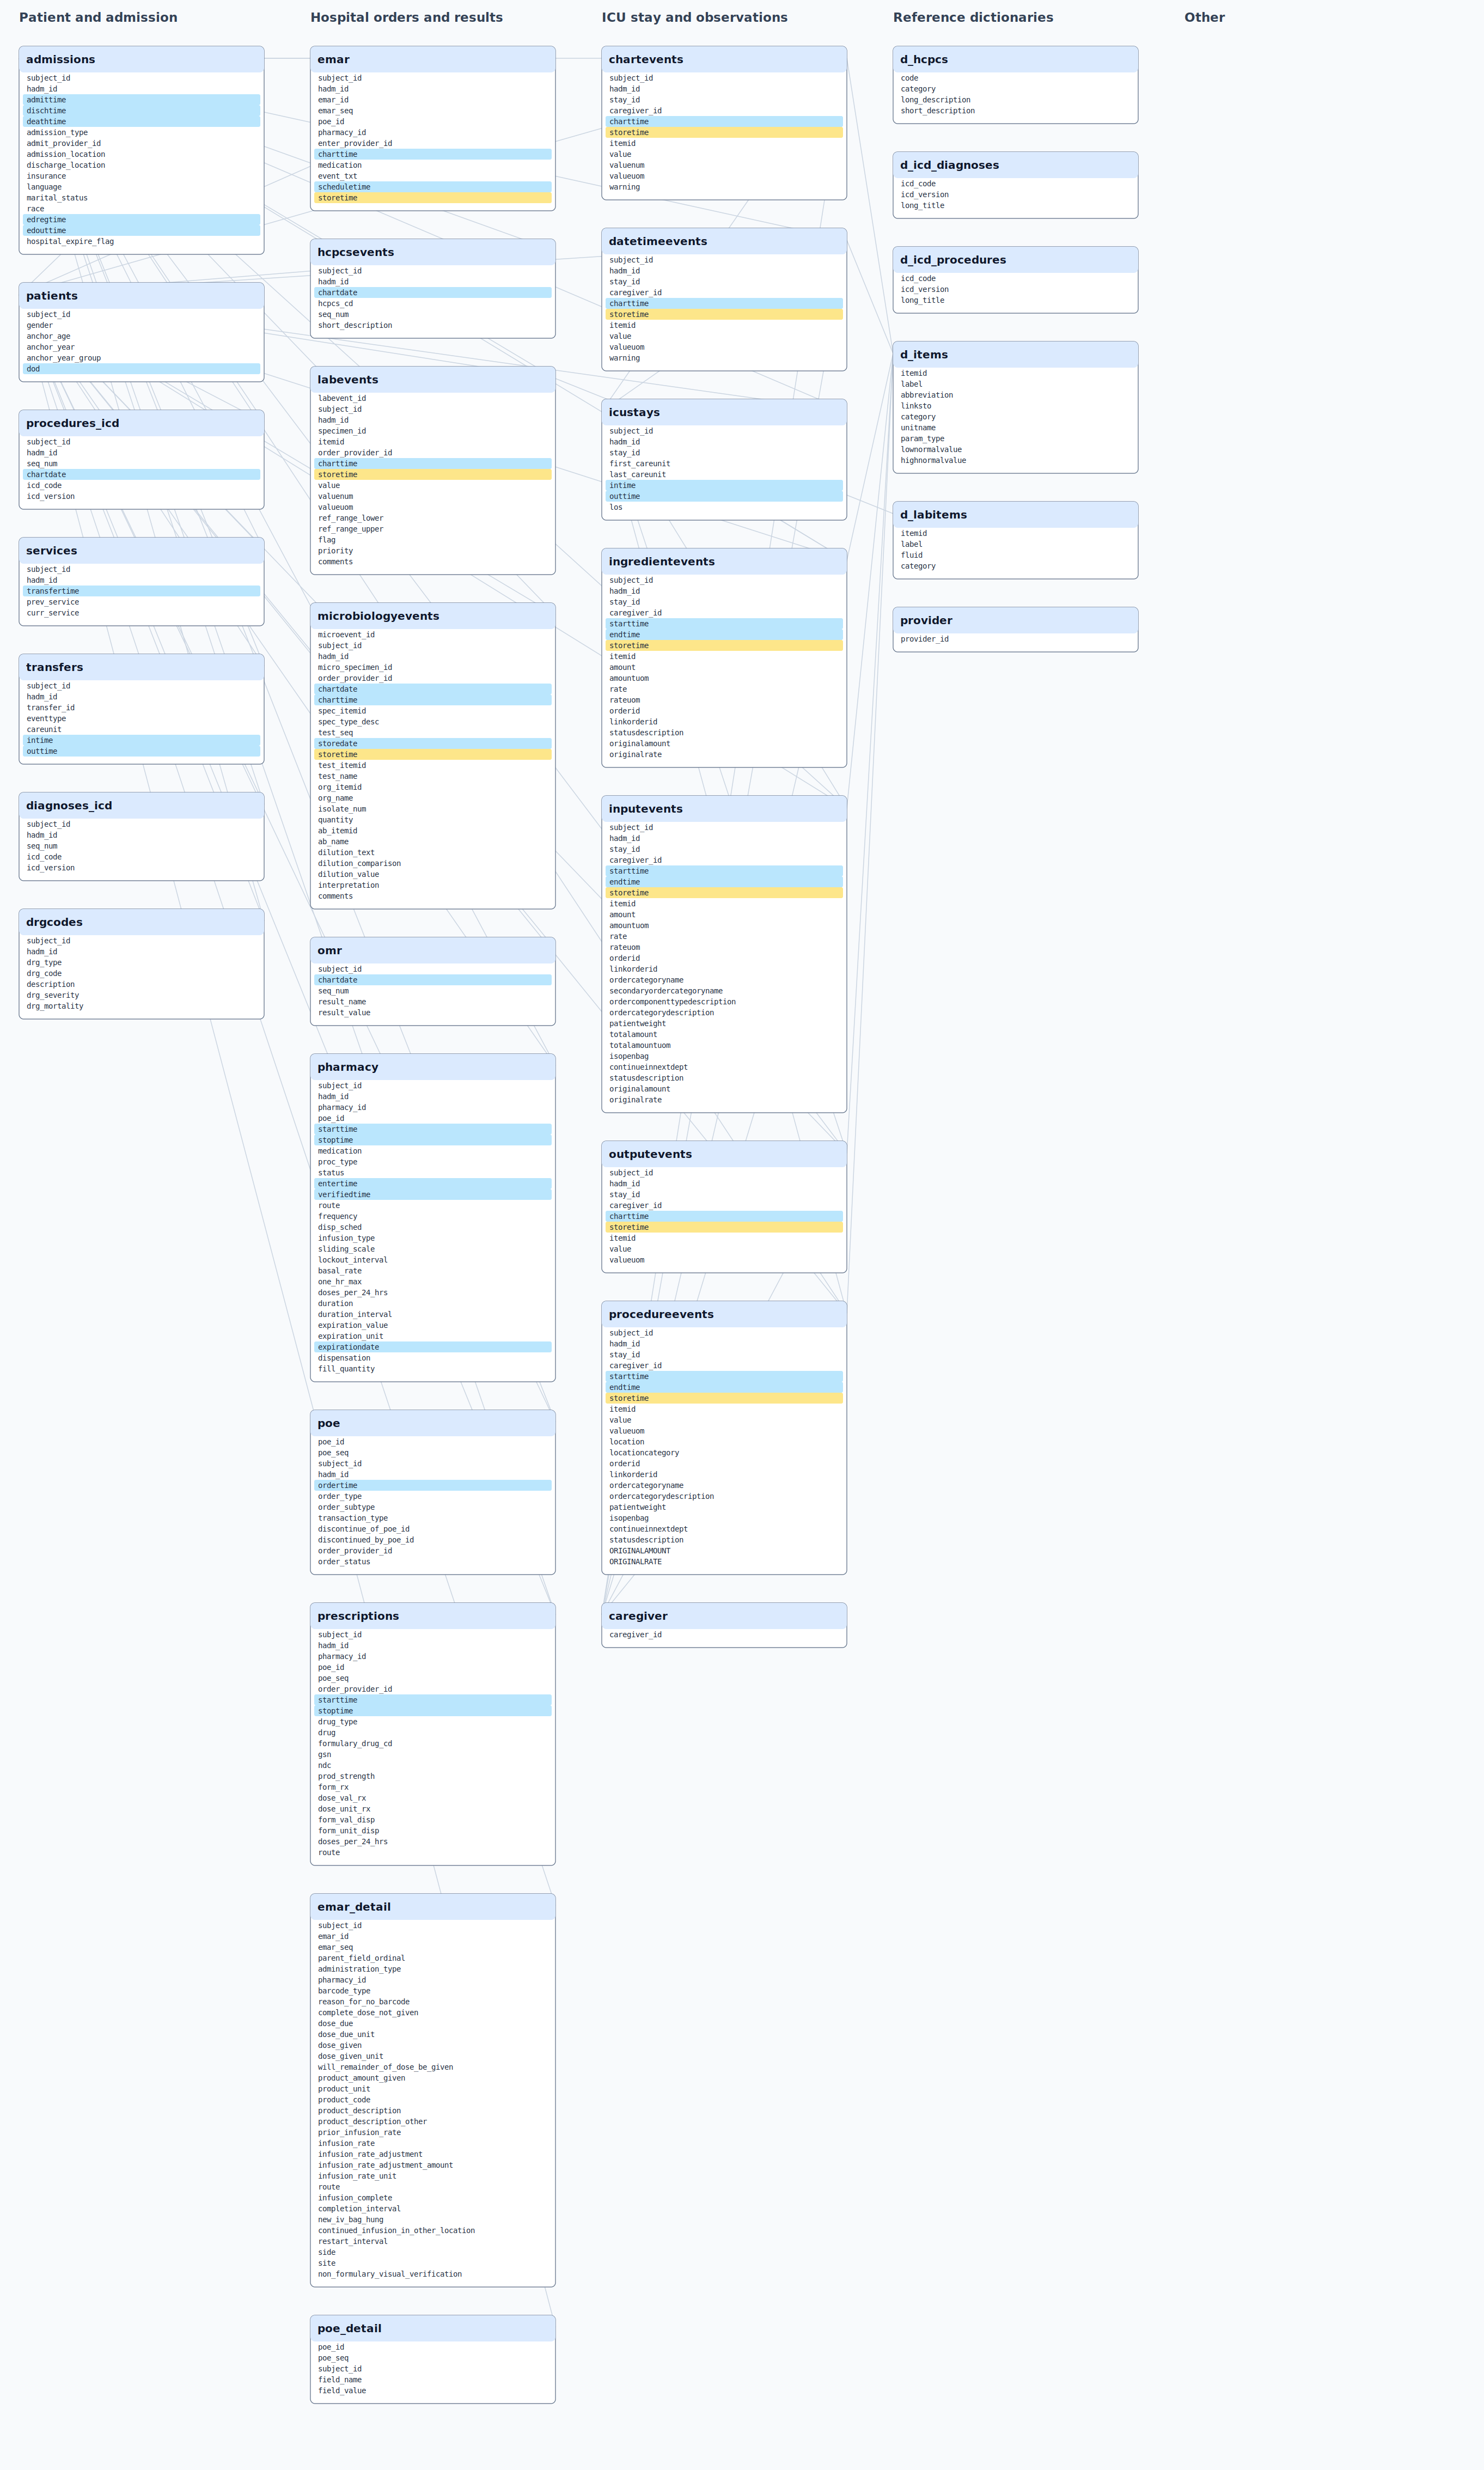 Patient and admission
admissions
subject_id
hadm_id
admittime
dischtime
deathtime
admission_type
admit_provider_id
admission_location
discharge_location
insurance
language
marital_status
race
edregtime
edouttime
hospital_expire_flag
patients
subject_id
gender
anchor_age
anchor_year
anchor_year_group
dod
procedures_icd
subject_id
hadm_id
seq_num
chartdate
icd_code
icd_version
services
subject_id
hadm_id
transfertime
prev_service
curr_service
transfers
subject_id
hadm_id
transfer_id
eventtype
careunit
intime
outtime
diagnoses_icd
subject_id
hadm_id
seq_num
icd_code
icd_version
drgcodes
subject_id
hadm_id
drg_type
drg_code
description
drg_severity
drg_mortality
Hospital orders and results
emar
subject_id
hadm_id
emar_id
emar_seq
poe_id
pharmacy_id
enter_provider_id
charttime
medication
event_txt
scheduletime
storetime
hcpcsevents
subject_id
hadm_id
chartdate
hcpcs_cd
seq_num
short_description
labevents
labevent_id
subject_id
hadm_id
specimen_id
itemid
order_provider_id
charttime
storetime
value
valuenum
valueuom
ref_range_lower
ref_range_upper
flag
priority
comments
microbiologyevents
microevent_id
subject_id
hadm_id
micro_specimen_id
order_provider_id
chartdate
charttime
spec_itemid
spec_type_desc
test_seq
storedate
storetime
test_itemid
test_name
org_itemid
org_name
isolate_num
quantity
ab_itemid
ab_name
dilution_text
dilution_comparison
dilution_value
interpretation
comments
omr
subject_id
chartdate
seq_num
result_name
result_value
pharmacy
subject_id
hadm_id
pharmacy_id
poe_id
starttime
stoptime
medication
proc_type
status
entertime
verifiedtime
route
frequency
disp_sched
infusion_type
sliding_scale
lockout_interval
basal_rate
one_hr_max
doses_per_24_hrs
duration
duration_interval
expiration_value
expiration_unit
expirationdate
dispensation
fill_quantity
poe
poe_id
poe_seq
subject_id
hadm_id
ordertime
order_type
order_subtype
transaction_type
discontinue_of_poe_id
discontinued_by_poe_id
order_provider_id
order_status
prescriptions
subject_id
hadm_id
pharmacy_id
poe_id
poe_seq
order_provider_id
starttime
stoptime
drug_type
drug
formulary_drug_cd
gsn
ndc
prod_strength
form_rx
dose_val_rx
dose_unit_rx
form_val_disp
form_unit_disp
doses_per_24_hrs
route
emar_detail
subject_id
emar_id
emar_seq
parent_field_ordinal
administration_type
pharmacy_id
barcode_type
reason_for_no_barcode
complete_dose_not_given
dose_due
dose_due_unit
dose_given
dose_given_unit
will_remainder_of_dose_be_given
product_amount_given
product_unit
product_code
product_description
product_description_other
prior_infusion_rate
infusion_rate
infusion_rate_adjustment
infusion_rate_adjustment_amount
infusion_rate_unit
route
infusion_complete
completion_interval
new_iv_bag_hung
continued_infusion_in_other_location
restart_interval
side
site
non_formulary_visual_verification
poe_detail
poe_id
poe_seq
subject_id
field_name
field_value
ICU stay and observations
chartevents
subject_id
hadm_id
stay_id
caregiver_id
charttime
storetime
itemid
value
valuenum
valueuom
warning
datetimeevents
subject_id
hadm_id
stay_id
caregiver_id
charttime
storetime
itemid
value
valueuom
warning
icustays
subject_id
hadm_id
stay_id
first_careunit
last_careunit
intime
outtime
los
ingredientevents
subject_id
hadm_id
stay_id
caregiver_id
starttime
endtime
storetime
itemid
amount
amountuom
rate
rateuom
orderid
linkorderid
statusdescription
originalamount
originalrate
inputevents
subject_id
hadm_id
stay_id
caregiver_id
starttime
endtime
storetime
itemid
amount
amountuom
rate
rateuom
orderid
linkorderid
ordercategoryname
secondaryordercategoryname
ordercomponenttypedescription
ordercategorydescription
patientweight
totalamount
totalamountuom
isopenbag
continueinnextdept
statusdescription
originalamount
originalrate
outputevents
subject_id
hadm_id
stay_id
caregiver_id
charttime
storetime
itemid
value
valueuom
procedureevents
subject_id
hadm_id
stay_id
caregiver_id
starttime
endtime
storetime
itemid
value
valueuom
location
locationcategory
orderid
linkorderid
ordercategoryname
ordercategorydescription
patientweight
isopenbag
continueinnextdept
statusdescription
ORIGINALAMOUNT
ORIGINALRATE
caregiver
caregiver_id
Reference dictionaries
d_hcpcs
code
category
long_description
short_description
d_icd_diagnoses
icd_code
icd_version
long_title
d_icd_procedures
icd_code
icd_version
long_title
d_items
itemid
label
abbreviation
linksto
category
unitname
param_type
lownormalvalue
highnormalvalue
d_labitems
itemid
label
fluid
category
provider
provider_id
Other